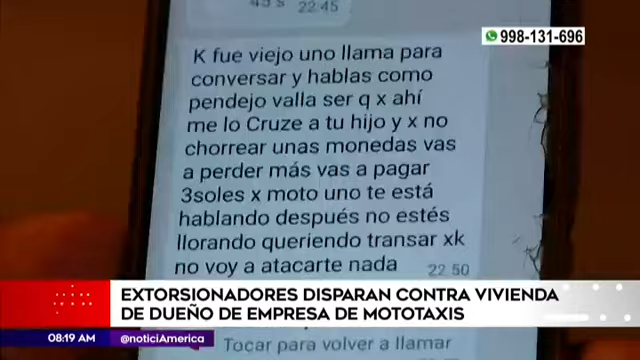 45 s 22:45
998-131-696
K fue viejo uno llama para
conversar y hablas como
pendejo valla ser q x ahí
me lo Cruze a tu hijo y x no
chorrear unas monedas vas
a perder más vas a pagar
3soles x moto uno te está
hablando después no estés
llorando queriendo transar xk
no voy a atacarte nada
22:50
EXTORSIONADORES DISPARAN CONTRA VIVIENDA
DE DUEÑO DE EMPRESA DE MOTOTAXIS
08:19 AM
@noticiAmerica
Tocar para volver a llamar